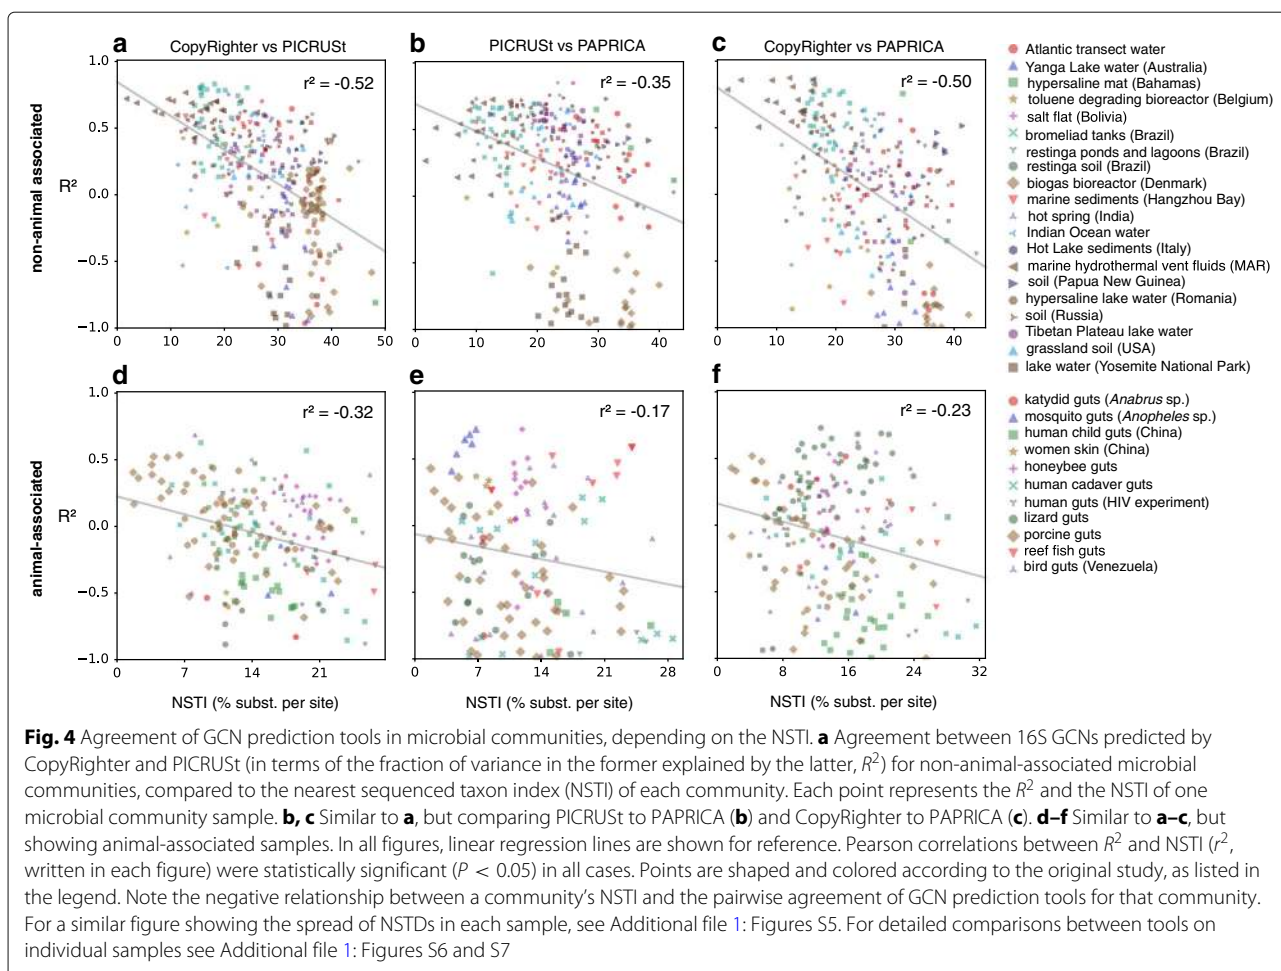 a CopyRighter vs PICRUSt
b PICRUSt vs PAPRICA
c CopyRighter vs PAPRICA
non-animal associated
R²
1.0
0.5
0.0
−0.5
−1.0
r² = -0.52
0 10 20 30 40 50
r² = -0.35
0 10 20 30 40
r² = -0.50
0 10 20 30 40
Atlantic transect water
Yanga Lake water (Australia)
hypersaline mat (Bahamas)
toluene degrading bioreactor (Belgium)
salt flat (Bolivia)
bromeliad tanks (Brazil)
restinga ponds and lagoons (Brazil)
restinga soil (Brazil)
biogas bioreactor (Denmark)
marine sediments (Hangzhou Bay)
hot spring (India)
Indian Ocean water
Hot Lake sediments (Italy)
marine hydrothermal vent fluids (MAR)
soil (Papua New Guinea)
hypersaline lake water (Romania)
soil (Russia)
Tibetan Plateau lake water
grassland soil (USA)
lake water (Yosemite National Park)
d
e
f
animal-associated
R²
1.0
0.5
0.0
−0.5
−1.0
r² = -0.32
0 7 14 21
NSTI (% subst. per site)
r² = -0.17
0 7 14 21 28
NSTI (% subst. per site)
r² = -0.23
0 8 16 24 32
NSTI (% subst. per site)
katydid guts (Anabrus sp.)
mosquito guts (Anopheles sp.)
human child guts (China)
women skin (China)
honeybee guts
human cadaver guts
human guts (HIV experiment)
lizard guts
porcine guts
reef fish guts
bird guts (Venezuela)
Fig. 4 Agreement of GCN prediction tools in microbial communities, depending on the NSTI. a Agreement between 16S GCNs predicted by
CopyRighter and PICRUSt (in terms of the fraction of variance in the former explained by the latter, R²) for non-animal-associated microbial
communities, compared to the nearest sequenced taxon index (NSTI) of each community. Each point represents the R² and the NSTI of one
microbial community sample. b, c Similar to a, but comparing PICRUSt to PAPRICA (b) and CopyRighter to PAPRICA (c). d–f Similar to a–c, but
showing animal-associated samples. In all figures, linear regression lines are shown for reference. Pearson correlations between R² and NSTI (r²,
written in each figure) were statistically significant (P < 0.05) in all cases. Points are shaped and colored according to the original study, as listed in
the legend. Note the negative relationship between a community's NSTI and the pairwise agreement of GCN prediction tools for that community.
For a similar figure showing the spread of NSTDs in each sample, see Additional file 1: Figures S5. For detailed comparisons between tools on
individual samples see Additional file 1: Figures S6 and S7